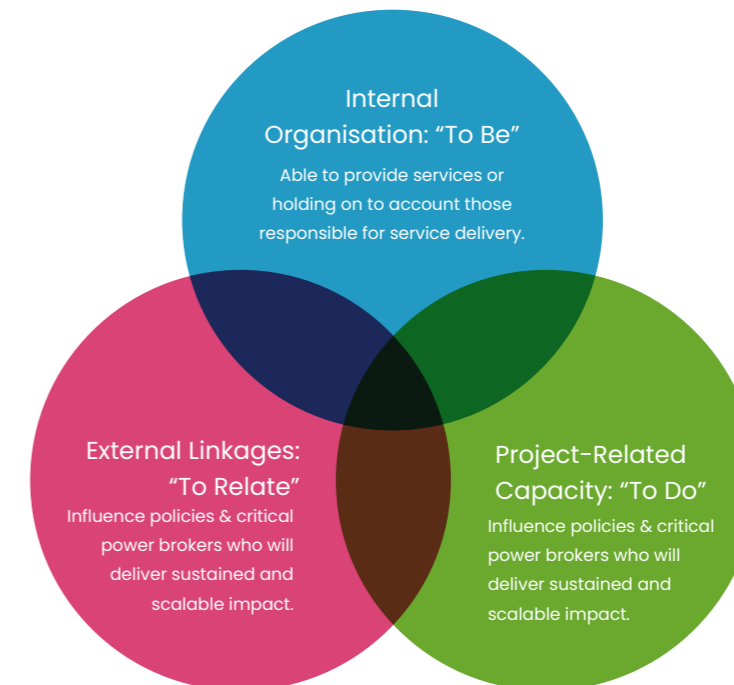 Internal
Organisation: “To Be”
Able to provide services or
holding on to account those
responsible for service delivery.
External Linkages:
“To Relate”
Influence policies & critical
power brokers who will
deliver sustained and
scalable impact.
Project-Related
Capacity: “To Do”
Influence policies & critical
power brokers who will
deliver sustained and
scalable impact.